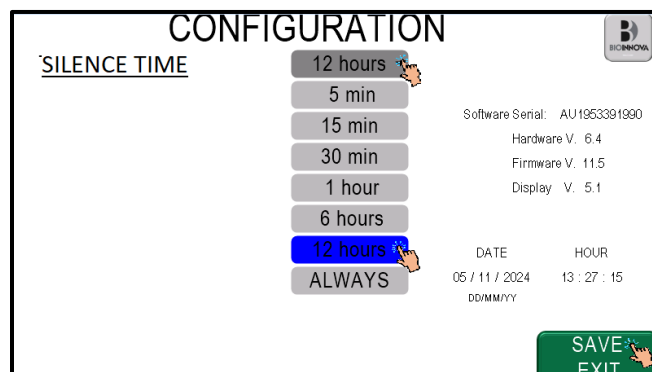 CONFIGURATION
BIOINNOVA
SILENCE TIME
12 hours
5 min
15 min
30 min
1 hour
6 hours
12 hours
ALWAYS
Software Serial: AU1953391990
Hardware V. 6.4
Firmware V. 11.5
Display V. 5.1
DATE HOUR
05 / 11 / 2024 13 : 27 : 15
DD/MM/YY
SAVE
EXIT